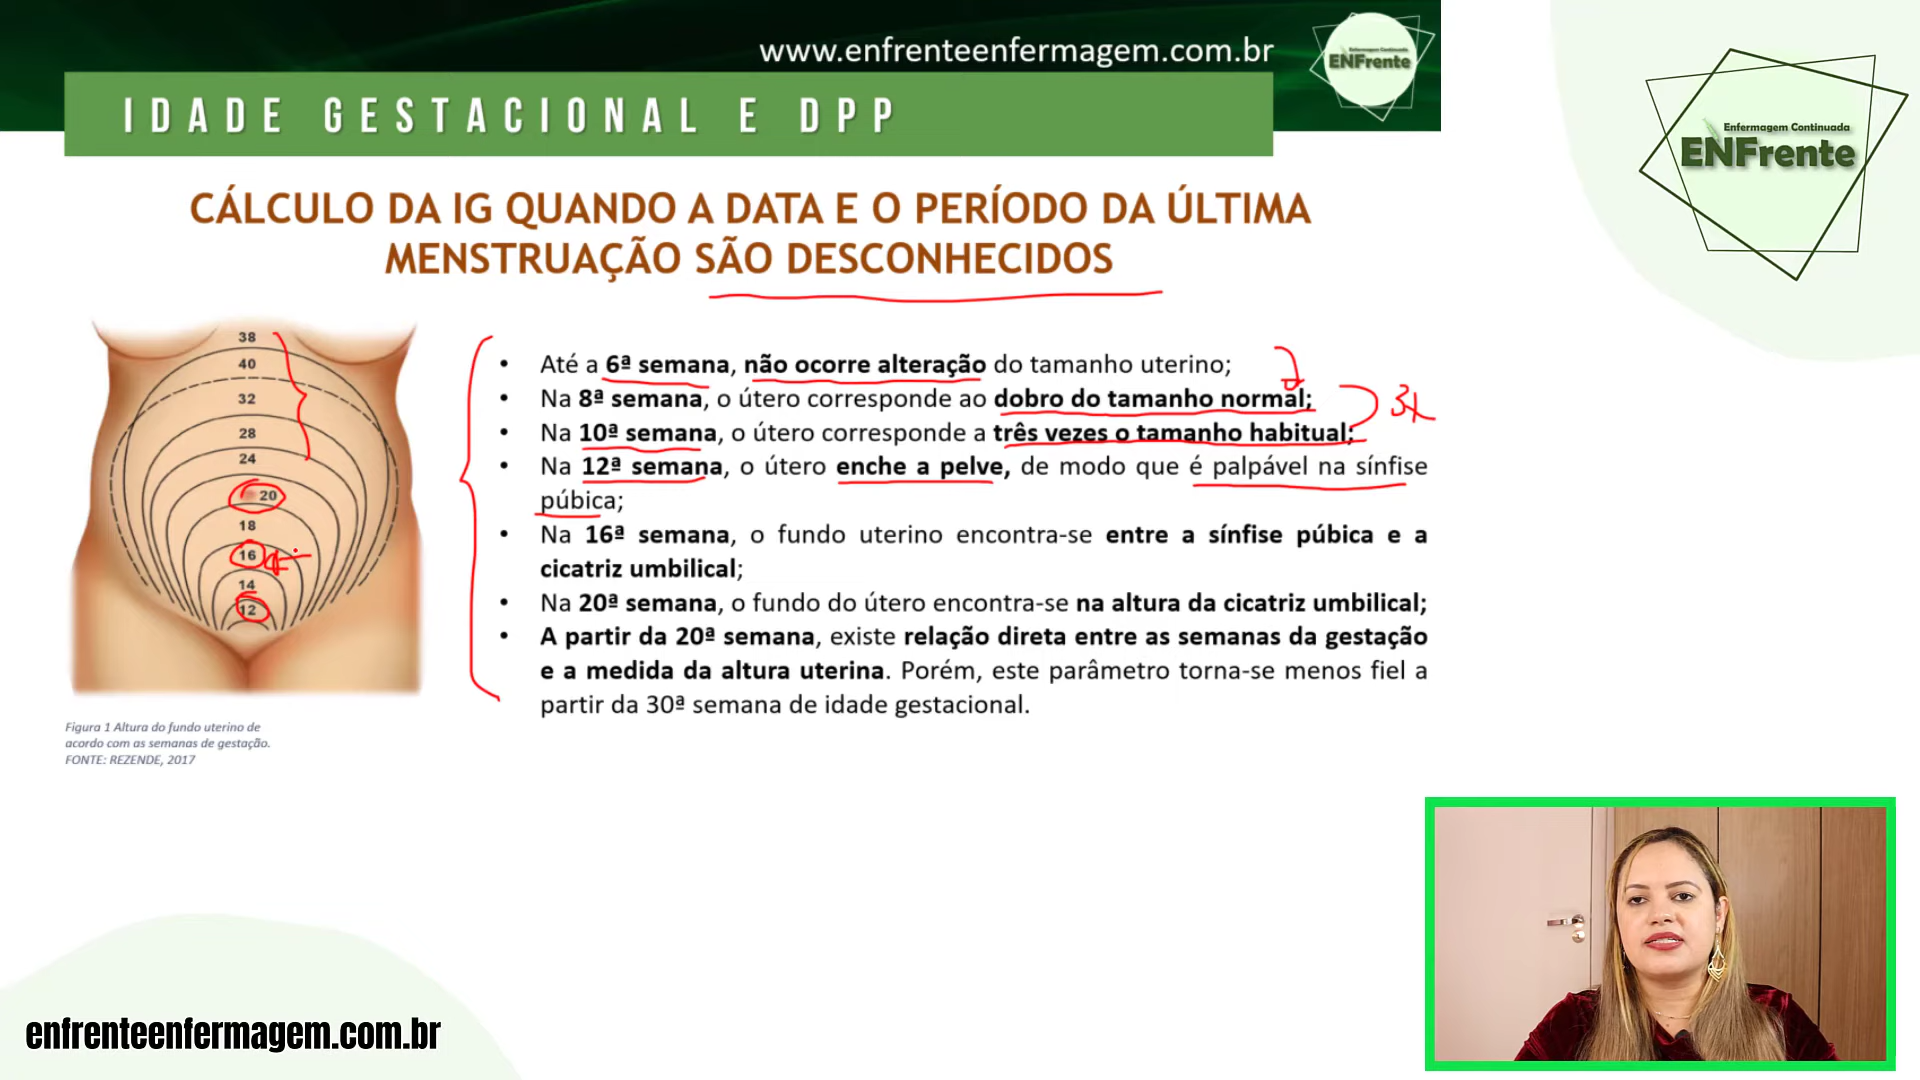 www.enfrenteenfermagem.com.br
Enfermagem Continuada
ENFrente
IDADE GESTACIONAL E DPP
Enfermagem Continuada
ENFrente
CÁLCULO DA IG QUANDO A DATA E O PERÍODO DA ÚLTIMA
MENSTRUAÇÃO SÃO DESCONHECIDOS
38
40
32
28
24
20
18
16
14
12
• Até a 6ª semana, não ocorre alteração do tamanho uterino;
• Na 8ª semana, o útero corresponde ao dobro do tamanho normal;
3x
• Na 10ª semana, o útero corresponde a três vezes o tamanho habitual;
• Na 12ª semana, o útero enche a pelve, de modo que é palpável na sínfise
púbica;
• Na 16ª semana, o fundo uterino encontra-se entre a sínfise púbica e a
cicatriz umbilical;
• Na 20ª semana, o fundo do útero encontra-se na altura da cicatriz umbilical;
• A partir da 20ª semana, existe relação direta entre as semanas da gestação
e a medida da altura uterina. Porém, este parâmetro torna-se menos fiel a
partir da 30ª semana de idade gestacional.
Figura 1 Altura do fundo uterino de
acordo com as semanas de gestação.
FONTE: REZENDE, 2017
enfrenteenfermagem.com.br